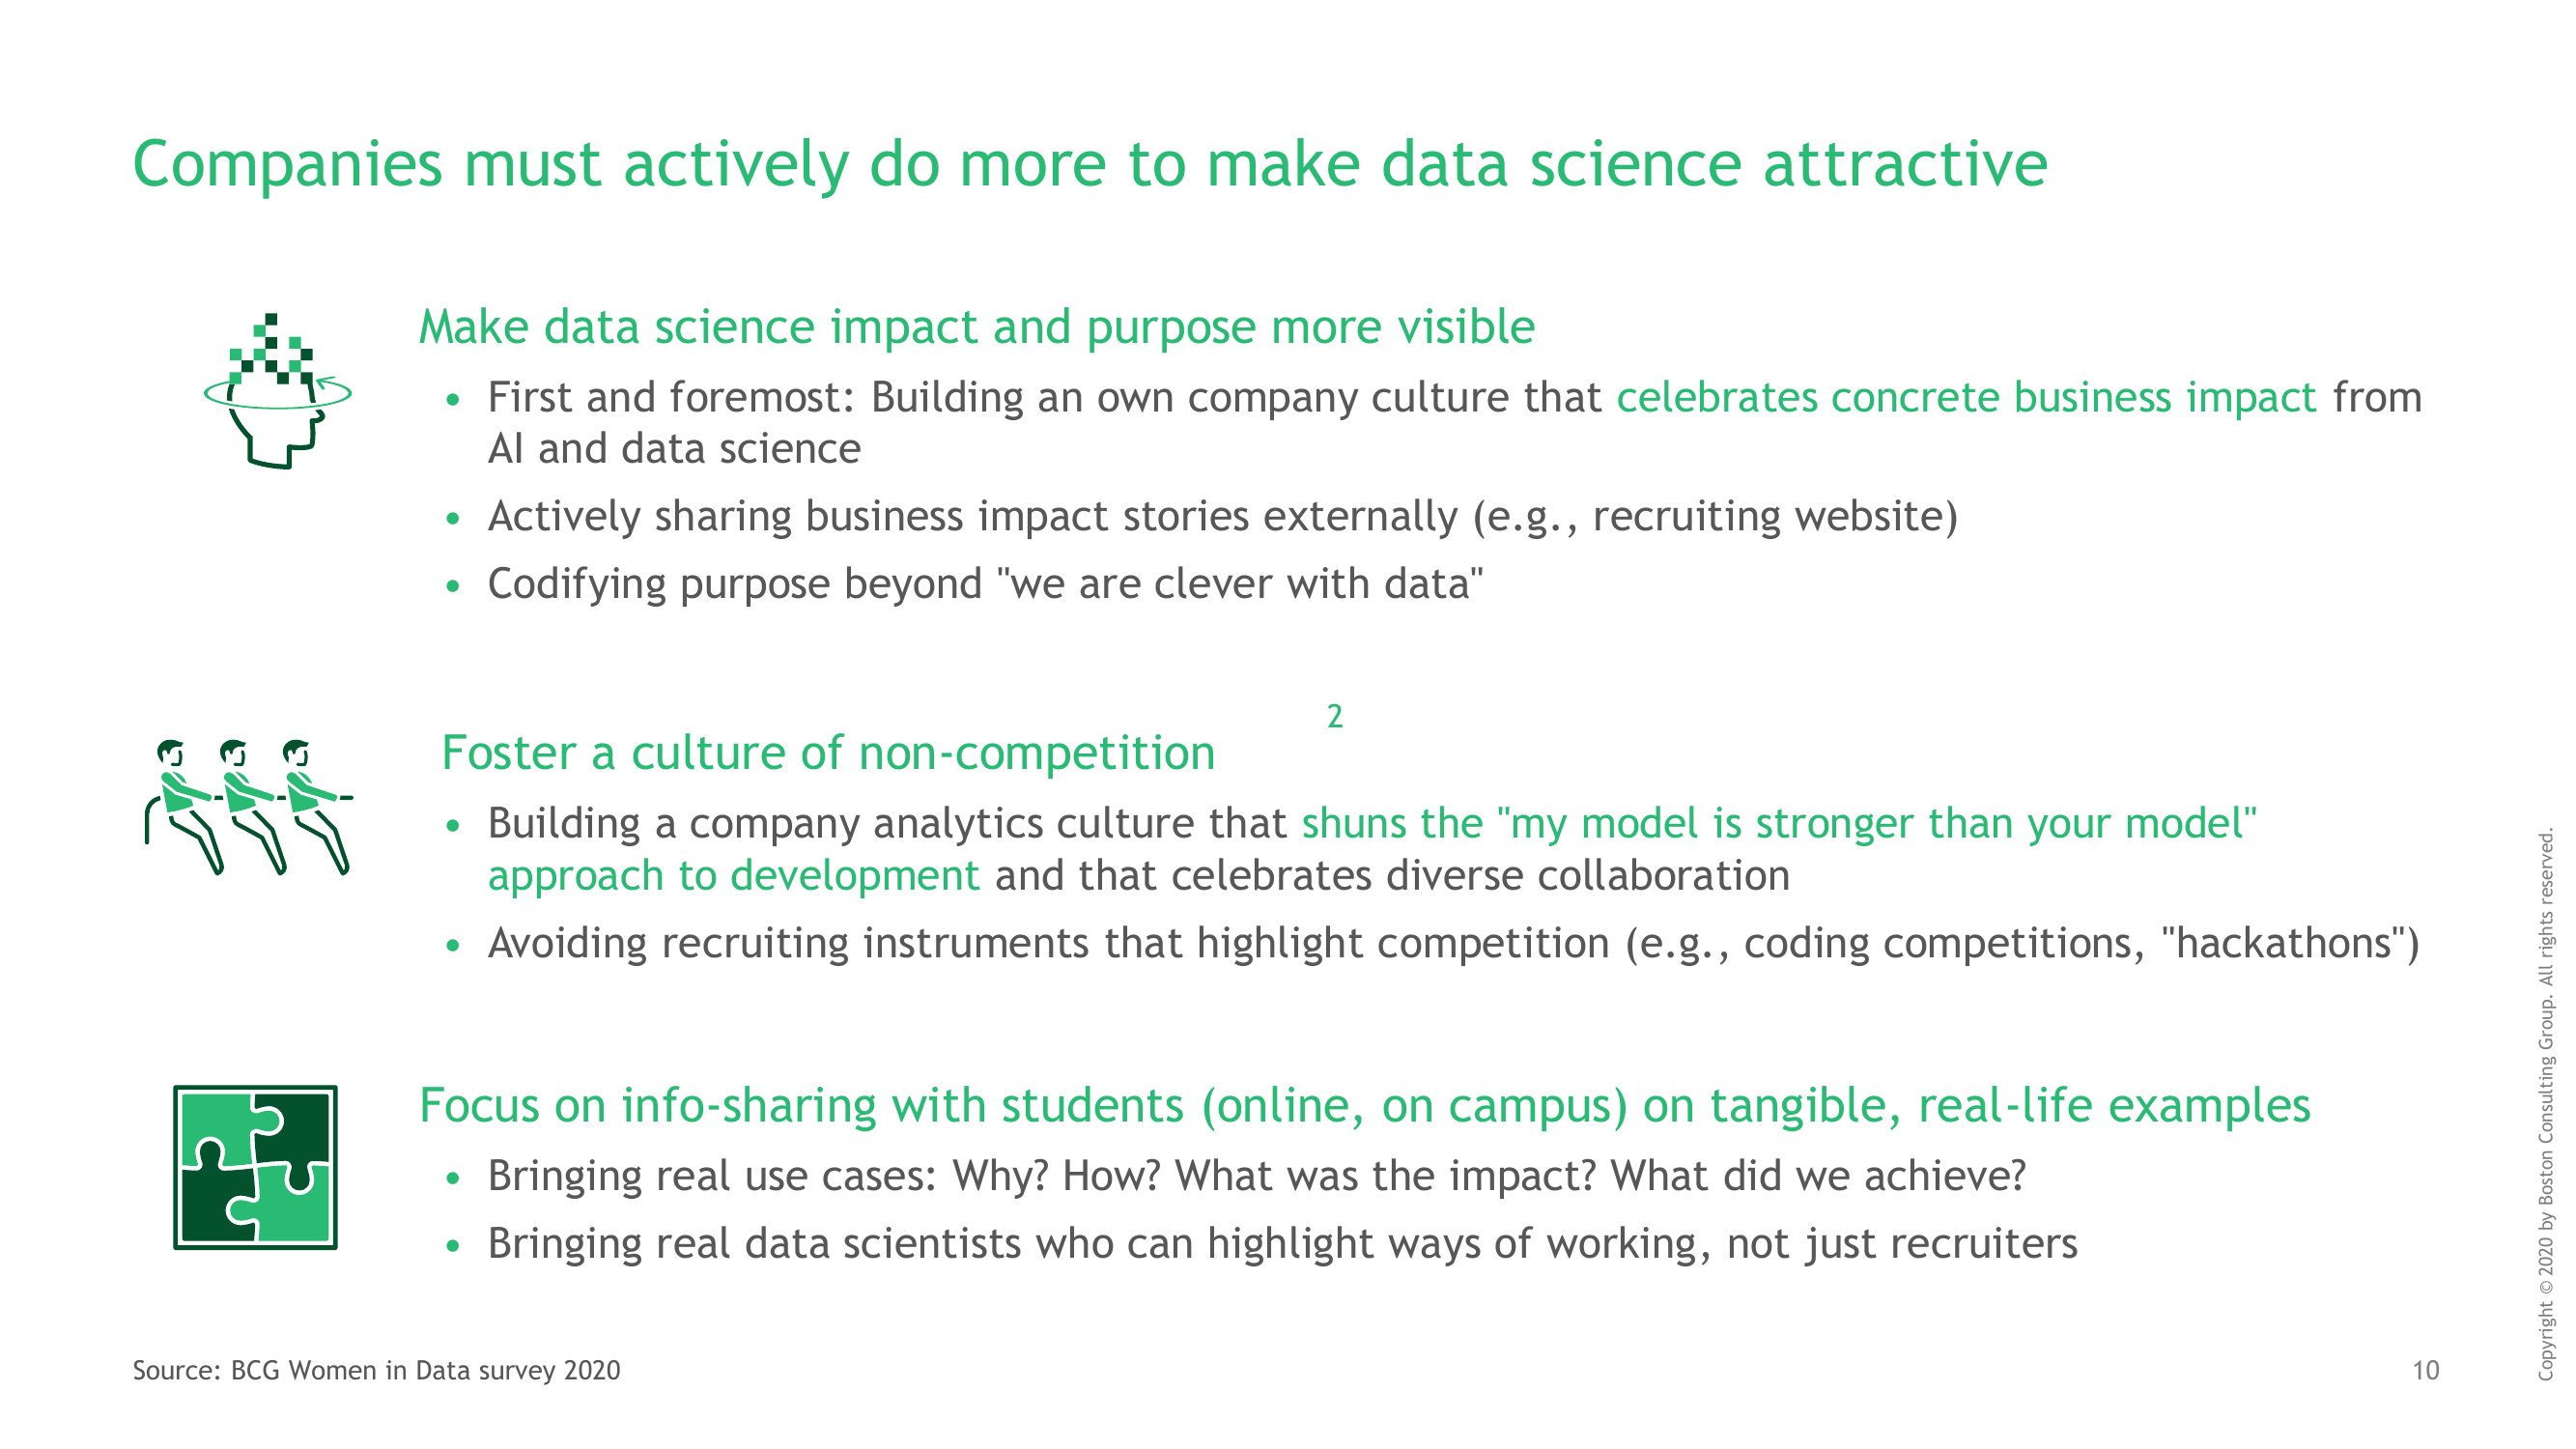 Companies must actively do more to make data science attractive
Make data science impact and purpose more visible
• First and foremost: Building an own company culture that celebrates concrete business impact from
AI and data science
• Actively sharing business impact stories externally (e.g., recruiting website)
• Codifying purpose beyond "we are clever with data"
2
Foster a culture of non-competition
• Building a company analytics culture that shuns the "my model is stronger than your model"
approach to development and that celebrates diverse collaboration
• Avoiding recruiting instruments that highlight competition (e.g., coding competitions, "hackathons")
Focus on info-sharing with students (online, on campus) on tangible, real-life examples
• Bringing real use cases: Why? How? What was the impact? What did we achieve?
• Bringing real data scientists who can highlight ways of working, not just recruiters
Source: BCG Women in Data survey 2020
10
Copyright © 2020 by Boston Consulting Group. All rights reserved.